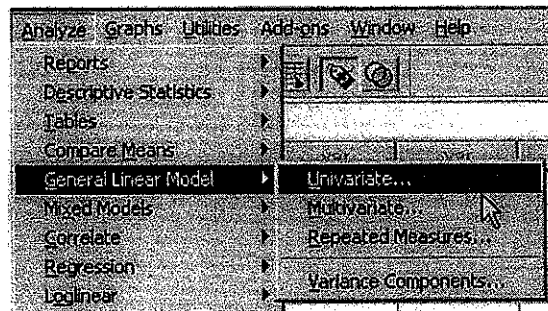 Analyze Graphs Utilities Add-ons Window Help
Reports
Descriptive Statistics
Tables
Compare Means
General Linear Model
Mixed Models
Correlate
Regression
Loglinear
Univariate...
Multivariate...
Repeated Measures...
Variance Components...